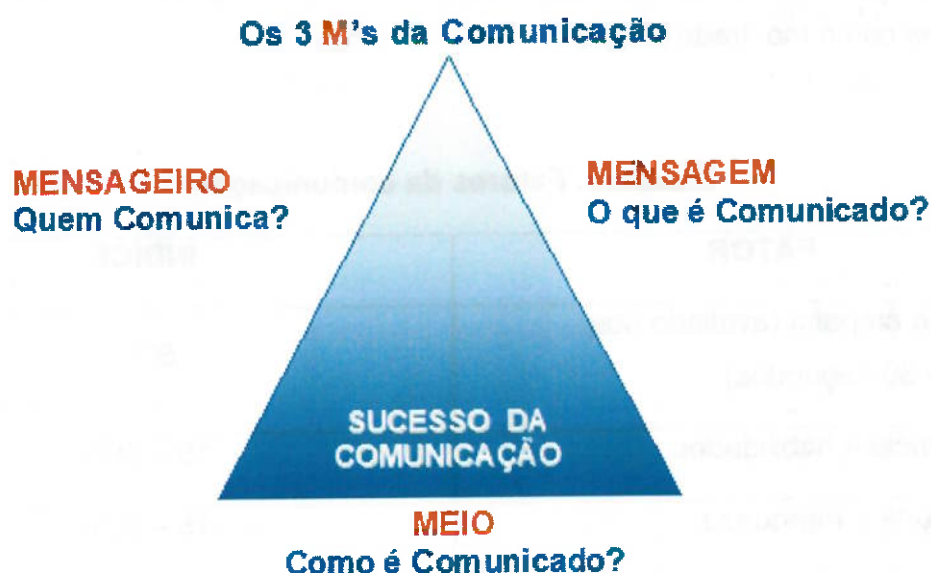 Os 3 M's da Comunicação
MENSAGEIRO
Quem Comunica?
MENSAGEM
O que é Comunicado?
SUCESSO DA
COMUNICAÇÃO
MEIO
Como é Comunicado?